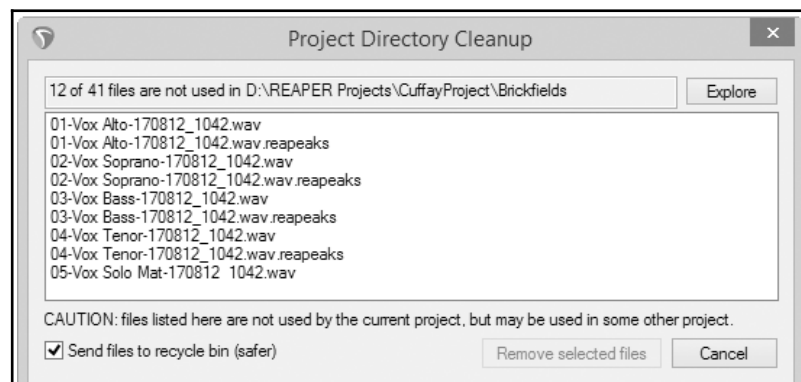 Project Directory Cleanup
12 of 41 files are not used in D:\REAPER Projects\CuffayProject\Brickfields
Explore
01-Vox Alto-170812_1042.wav
01-Vox Alto-170812_1042.wav.reapeaks
02-Vox Soprano-170812_1042.wav
02-Vox Soprano-170812_1042.wav.reapeaks
03-Vox Bass-170812_1042.wav
03-Vox Bass-170812_1042.wav.reapeaks
04-Vox Tenor-170812_1042.wav
04-Vox Tenor-170812_1042.wav.reapeaks
05-Vox Solo Mat-170812_1042.wav
CAUTION: files listed here are not used by the current project, but may be used in some other project.
Send files to recycle bin (safer)
Remove selected files
Cancel